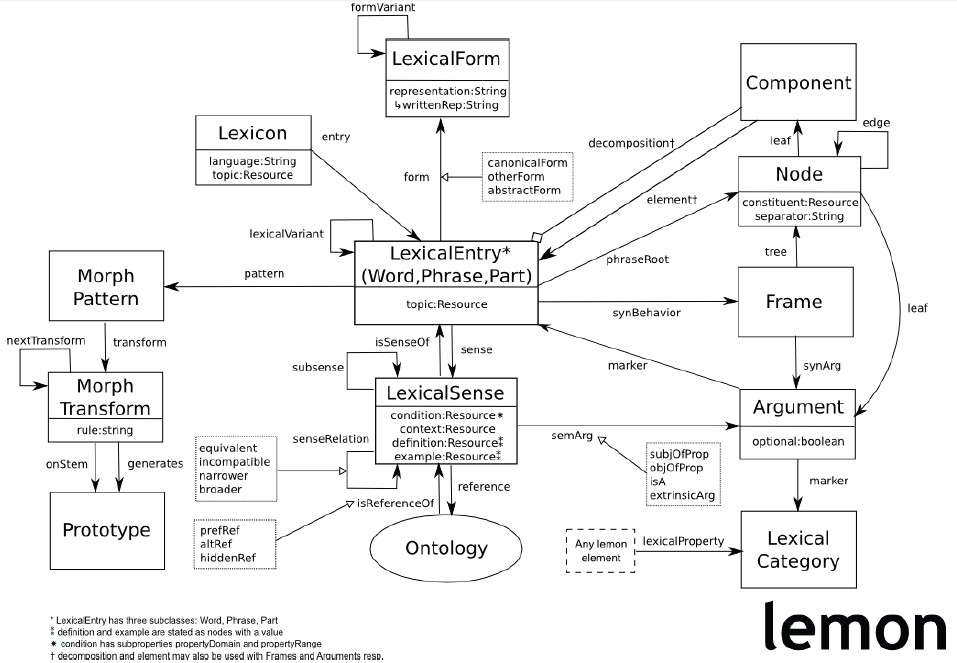 formVariant
LexicalForm
representation:String
↳writtenRep:String
Component
Lexicon
language:String
topic:Resource
entry
form
canonicalForm
otherForm
abstractForm
decomposition†
element†
leaf
edge
Node
constituent:Resource
separator:String
lexicalVariant
LexicalEntry*
(Word,Phrase,Part)
topic:Resource
phraseRoot
tree
Morph
Pattern
pattern
synBehavior
Frame
leaf
nextTransform
transform
isSenseOf
sense
subsense
marker
synArg
Morph
Transform
rule:string
LexicalSense
condition:Resource*
context:Resource
definition:Resource⁑
example:Resource⁑
Argument
optional:boolean
senseRelation
semArg
equivalent
incompatible
narrower
broader
subjOfProp
objOfProp
isA
extrinsicArg
onStem
generates
marker
isReferenceOf
reference
Prototype
prefRef
altRef
hiddenRef
Ontology
Any lemon
element
lexicalProperty
Lexical
Category
* LexicalEntry has three subclasses: Word, Phrase, Part
⁑ definition and example are stated as nodes with a value
* condition has subproperties propertyDomain and propertyRange
† decomposition and element may also be used with Frames and Arguments resp.
lemon